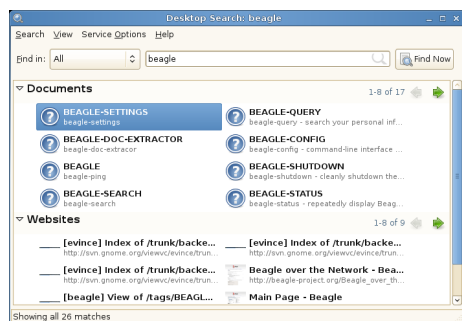 Desktop Search: beagle
Search View Service Options Help
Find in: All beagle Find Now
Documents 1-8 of 17
BEAGLE-SETTINGS
beagle-settings
BEAGLE-QUERY
beagle-query - search your personal inf...
BEAGLE-DOC-EXTRACTOR
beagle-doc-extracor
BEAGLE-CONFIG
beagle-config - command-line interface ...
BEAGLE
beagle-ping
BEAGLE-SHUTDOWN
beagle-shutdown - cleanly shutdown the...
BEAGLE-SEARCH
beagle-search
BEAGLE-STATUS
beagle-status - repeatedly display Beag...
Websites 1-8 of 9
[evince] Index of /trunk/backe...
http://svn.gnome.org/viewvc/evince/trun...
[evince] Index of /trunk/backe...
http://svn.gnome.org/viewvc/evince/trun...
[evince] Index of /trunk/backe...
http://svn.gnome.org/viewvc/evince/trun...
Beagle over the Network - Bea...
http://beagle-project.org/Beagle_over_th...
[beagle] View of /tags/BEAGL...
Main Page - Beagle
Showing all 26 matches